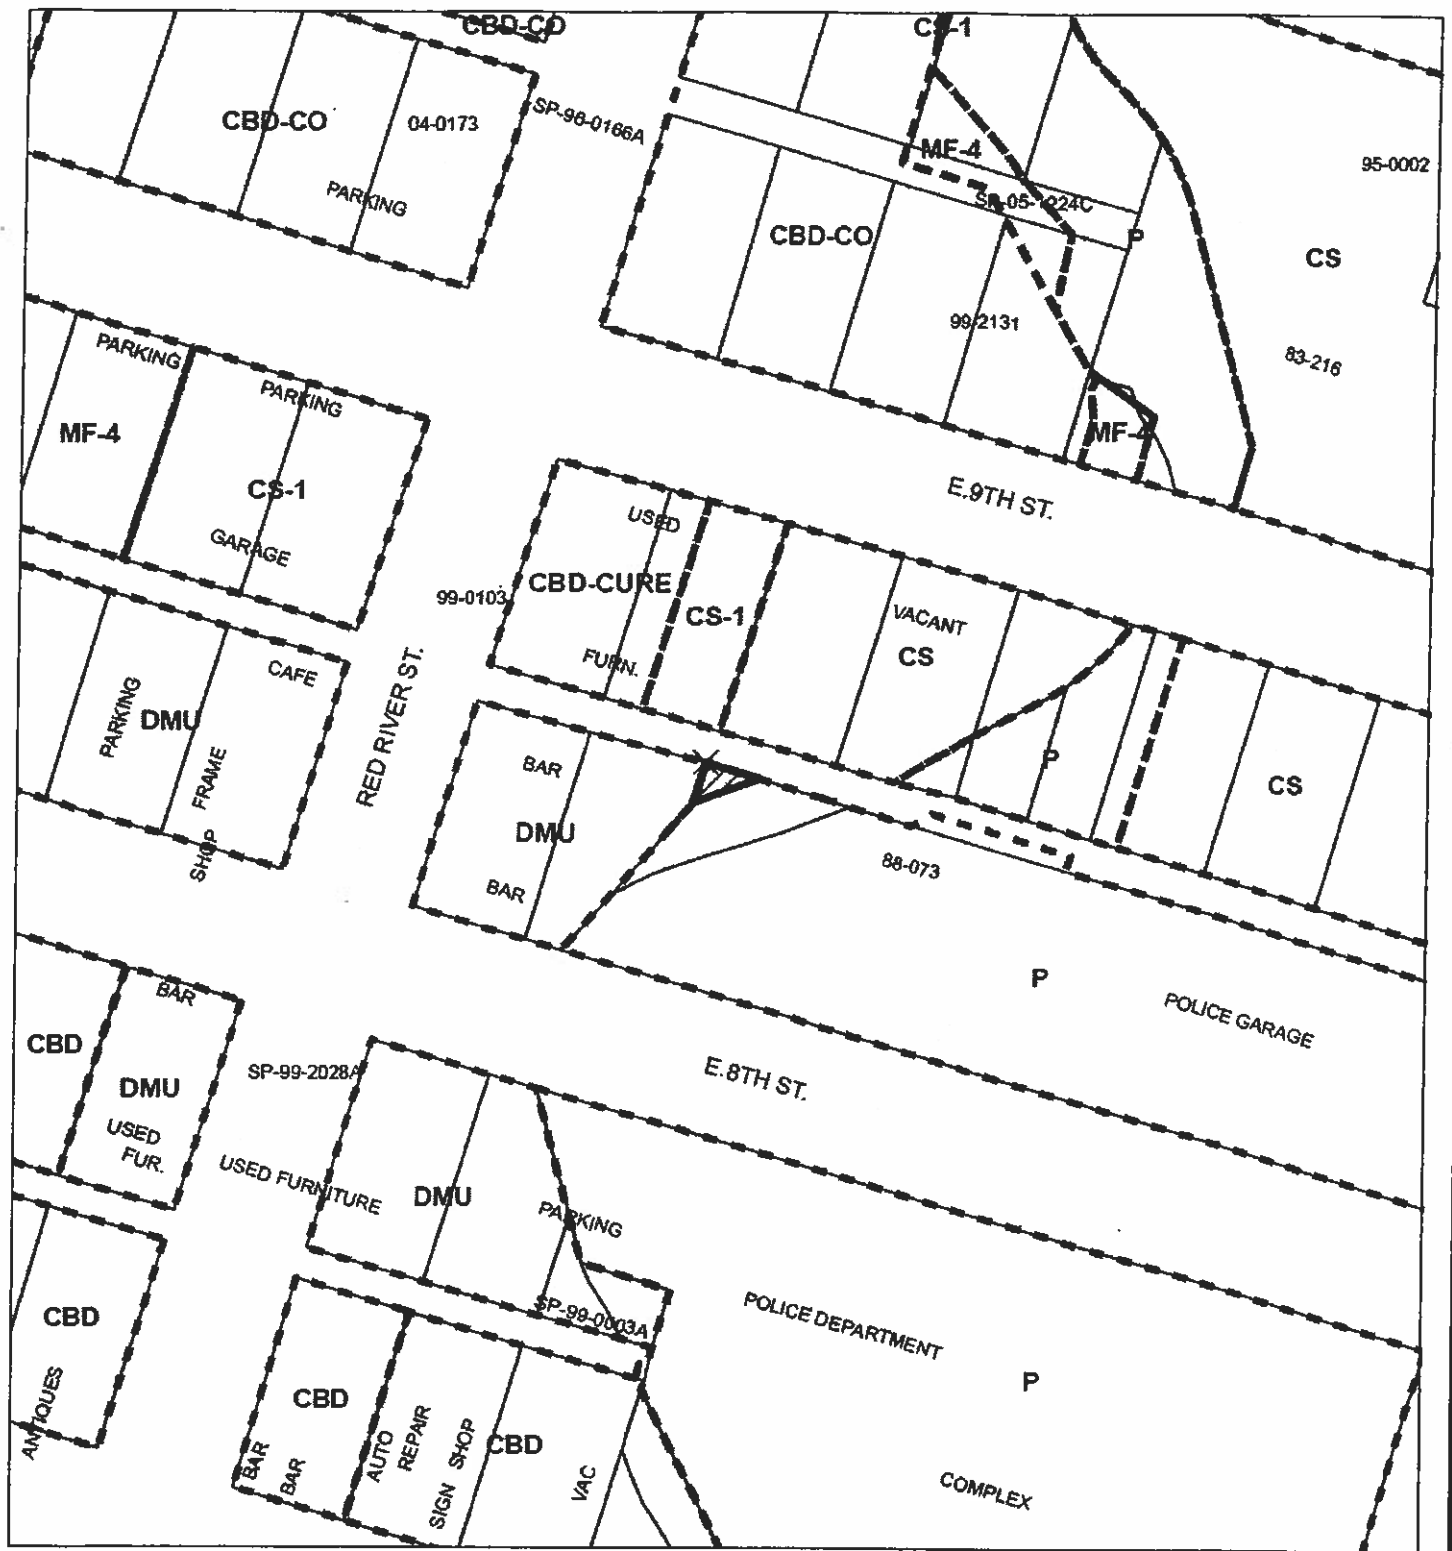 CBD-CO
CS-1
CBD-CO
04-0173
SP-98-0166A
PARKING
MF-4
95-0002
CBD-CO
P
CS
99-2131
83-216
MF-4
PARKING
PARKING
MF-4
CS-1
GARAGE
E.9TH ST.
USED
CBD-CURE
99-0103
CS-1
FURN.
VACANT
CS
CAFE
PARKING
DMU
FRAME
SHOP
RED RIVER ST.
BAR
DMU
BAR
P
CS
88-073
P
POLICE GARAGE
BAR
CBD
DMU
USED
FUR.
SP-99-2028A
E.8TH ST.
USED FURNITURE
DMU
PARKING
SP-99-0003A
POLICE DEPARTMENT
P
COMPLEX
CBD
ANTIQUES
CBD
BAR
BAR
AUTO
REPAIR
SIGN SHOP
CBD
VAC